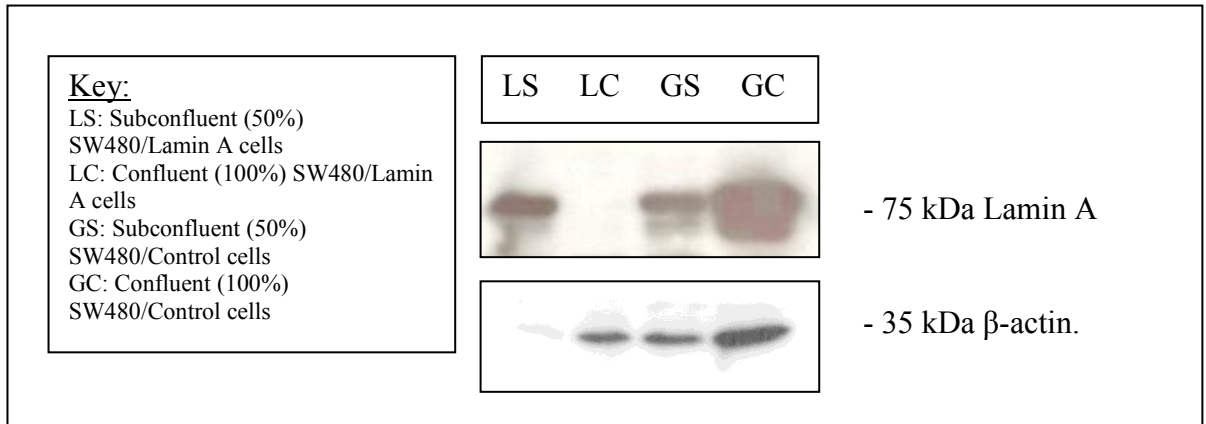 Key:
LS: Subconfluent (50%)
SW480/Lamin A cells
LC: Confluent (100%) SW480/Lamin
A cells
GS: Subconfluent (50%)
SW480/Control cells
GC: Confluent (100%)
SW480/Control cells
LS LC GS GC
- 75 kDa Lamin A
- 35 kDa β-actin.